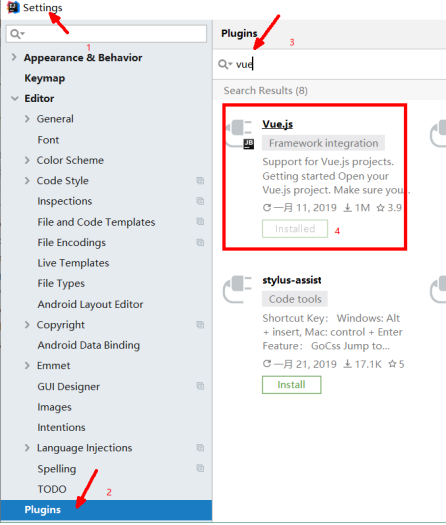 Settings
1
Appearance & Behavior
Keymap
Editor
General
Font
Color Scheme
Code Style
Inspections
File and Code Templates
File Encodings
Live Templates
File Types
Android Layout Editor
Copyright
Android Data Binding
Emmet
GUI Designer
Images
Intentions
Language Injections
Spelling
TODO
2
Plugins
Plugins
3
vue
Search Results (8)
Vue.js
JB
Framework integration
Support for Vue.js projects.
Getting started Open your
Vue.js project. Make sure you...
一月 11, 2019 1M 3.9
Installed
4
stylus-assist
Code tools
Shortcut Key： Windows: Alt
+ insert, Mac: control + Enter
Feature： GoCss Jump to...
一月 21, 2019 17.1K 5
Install